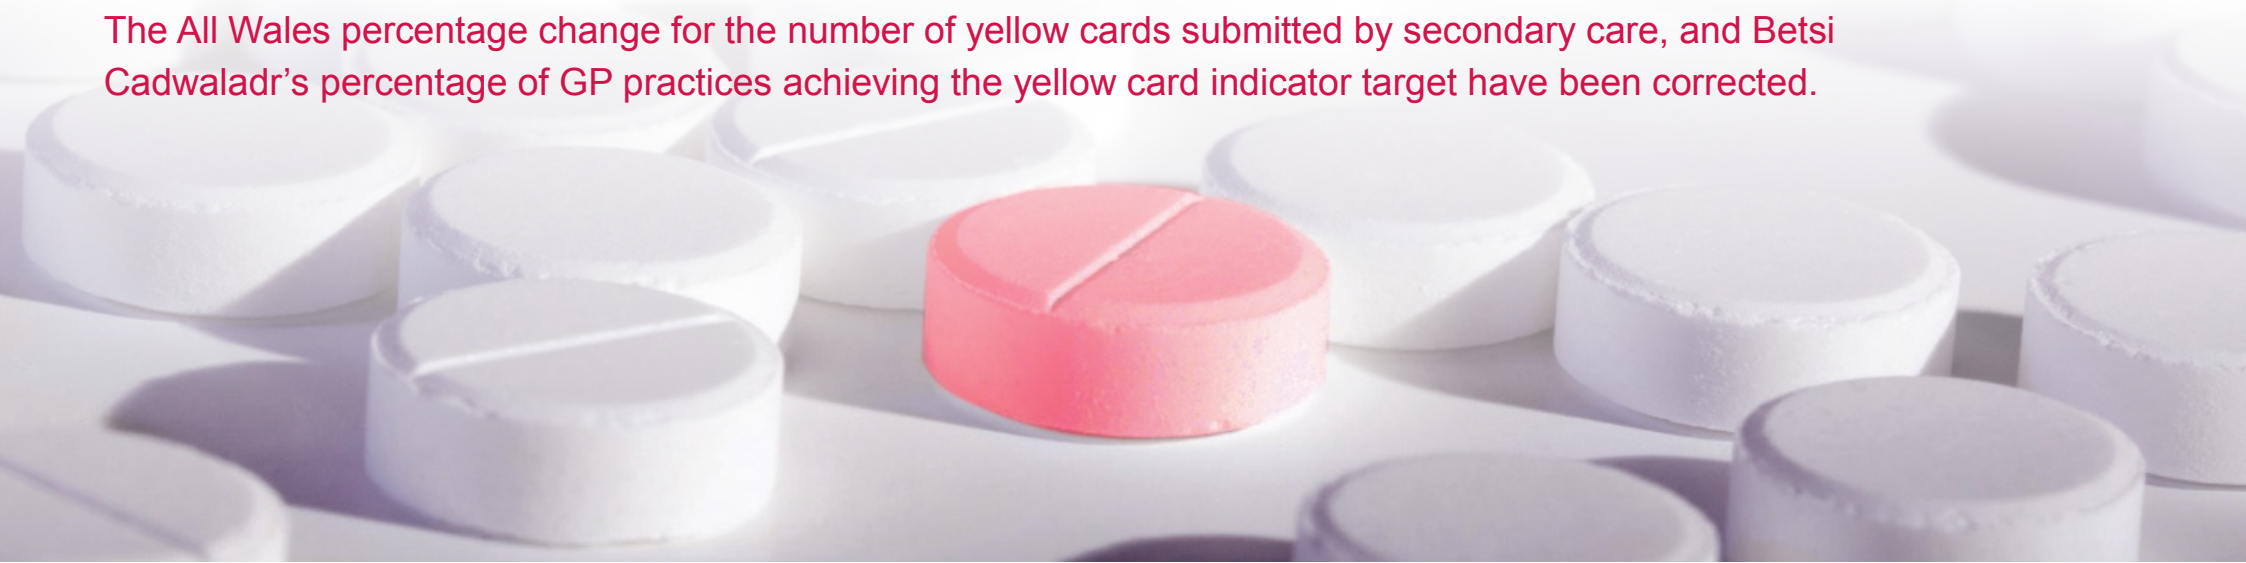 The All Wales percentage change for the number of yellow cards submitted by secondary care, and Betsi
Cadwaladr’s percentage of GP practices achieving the yellow card indicator target have been corrected.